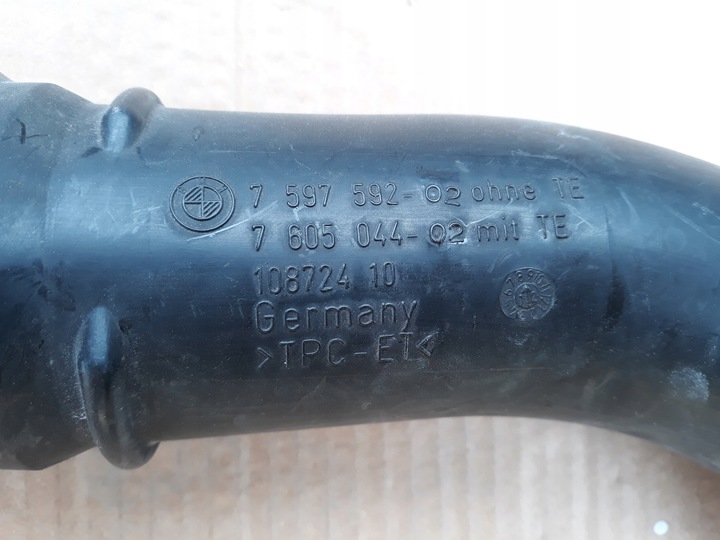 7 597 592-02 ohne TE
7 605 044-02 mit TE
108724 10
Germany
>TPC-ET<